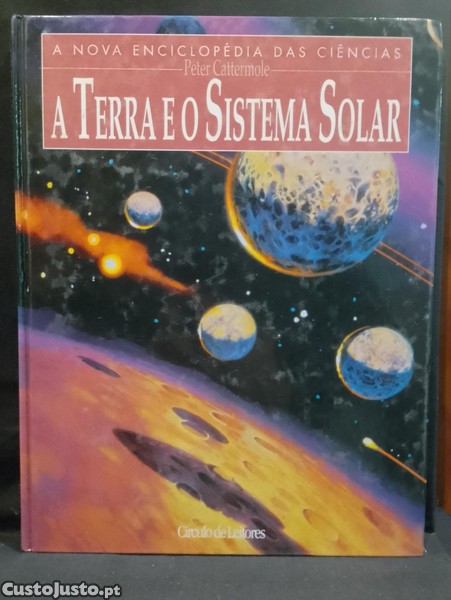 A NOVA ENCICLOPÉDIA DAS CIÊNCIAS
Peter Cattermole
A TERRA E O SISTEMA SOLAR
Círculo de Leitores
CustoJusto.pt